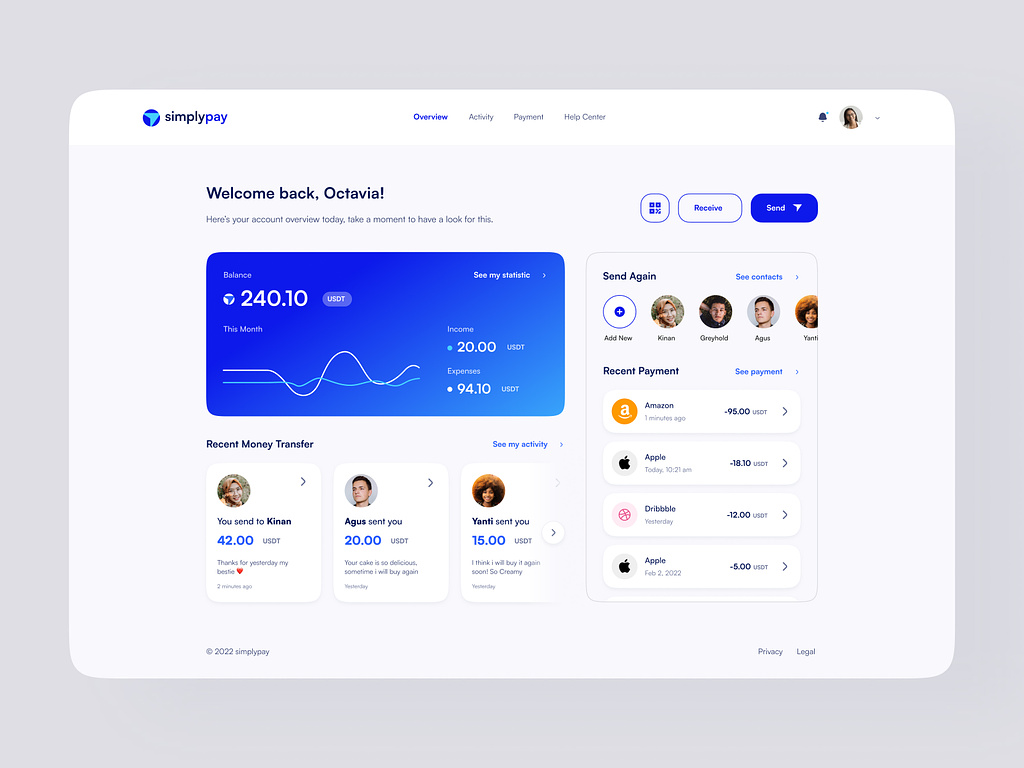 simplypay
Overview
Activity
Payment
Help Center
Welcome back, Octavia!
Here's your account overview today, take a moment to have a look for this.
Receive
Send
Balance
See my statistic
240.10
USDT
This Month
Income
20.00 USDT
Expenses
94.10 USDT
Recent Money Transfer
See my activity
You send to Kinan
42.00 USDT
Thanks for yesterday my
bestie ❤️
2 minutes ago
Agus sent you
20.00 USDT
Your cake is so delicious,
sometime i will buy again
Yesterday
Yanti sent you
15.00 USDT
I think i will buy it again
soon! So Creamy
Yesterday
Send Again
See contacts
Add New
Kinan
Greyhold
Agus
Yanti
Recent Payment
See payment
Amazon
1 minutes ago
-95.00 USDT
Apple
Today, 10:21 am
-18.10 USDT
Dribbble
Yesterday
-12.00 USDT
Apple
Feb 2, 2022
-5.00 USDT
© 2022 simplypay
Privacy
Legal